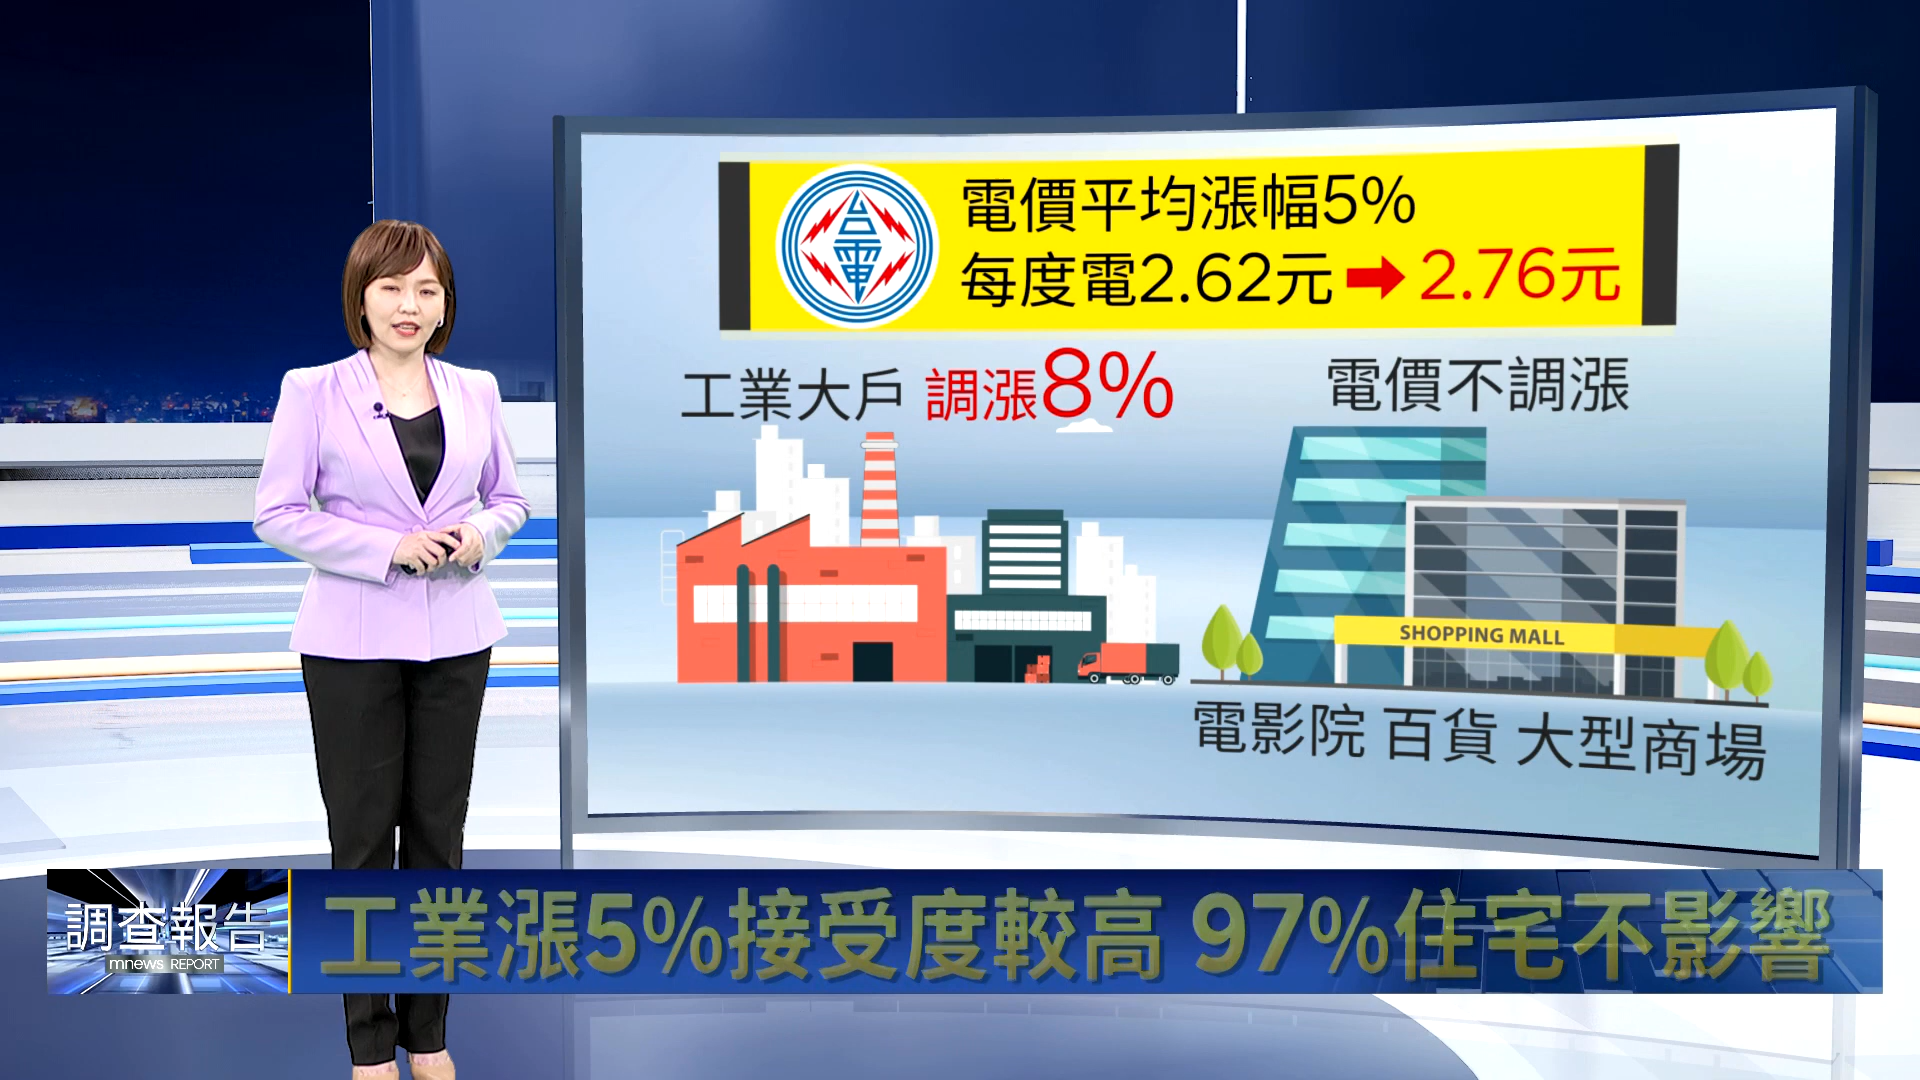 台電
電價平均漲幅5%
每度電2.62元➡2.76元
工業大戶 調漲8%
電價不調漲
SHOPPING MALL
電影院 百貨 大型商場
調查報告
mnews REPORT
工業漲5%接受度較高 97%住宅不影響